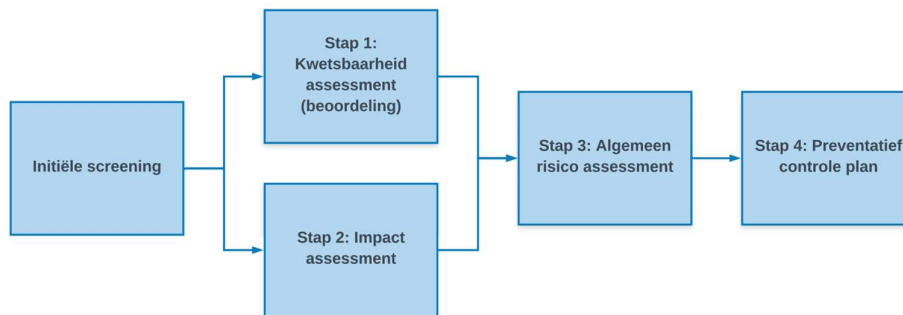 Initiële screening
Stap 1:
Kwetsbaarheid
assessment
(beoordeling)
Stap 2: Impact
assessment
Stap 3: Algemeen
risico assessment
Stap 4: Preventatief
controle plan